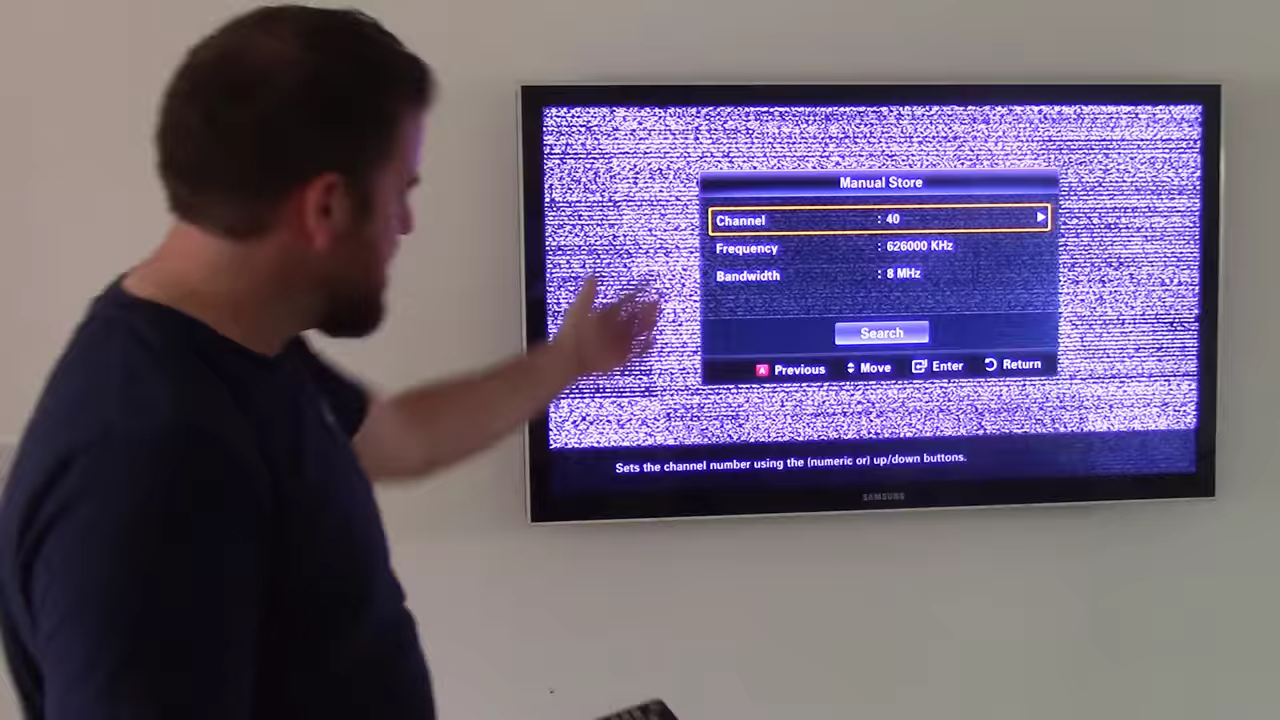 Manual Store
Channel : 40
Frequency : 626000 KHz
Bandwidth : 8 MHz
Search
A Previous Move Enter Return
Sets the channel number using the (numeric or) up/down buttons.
SAMSUNG